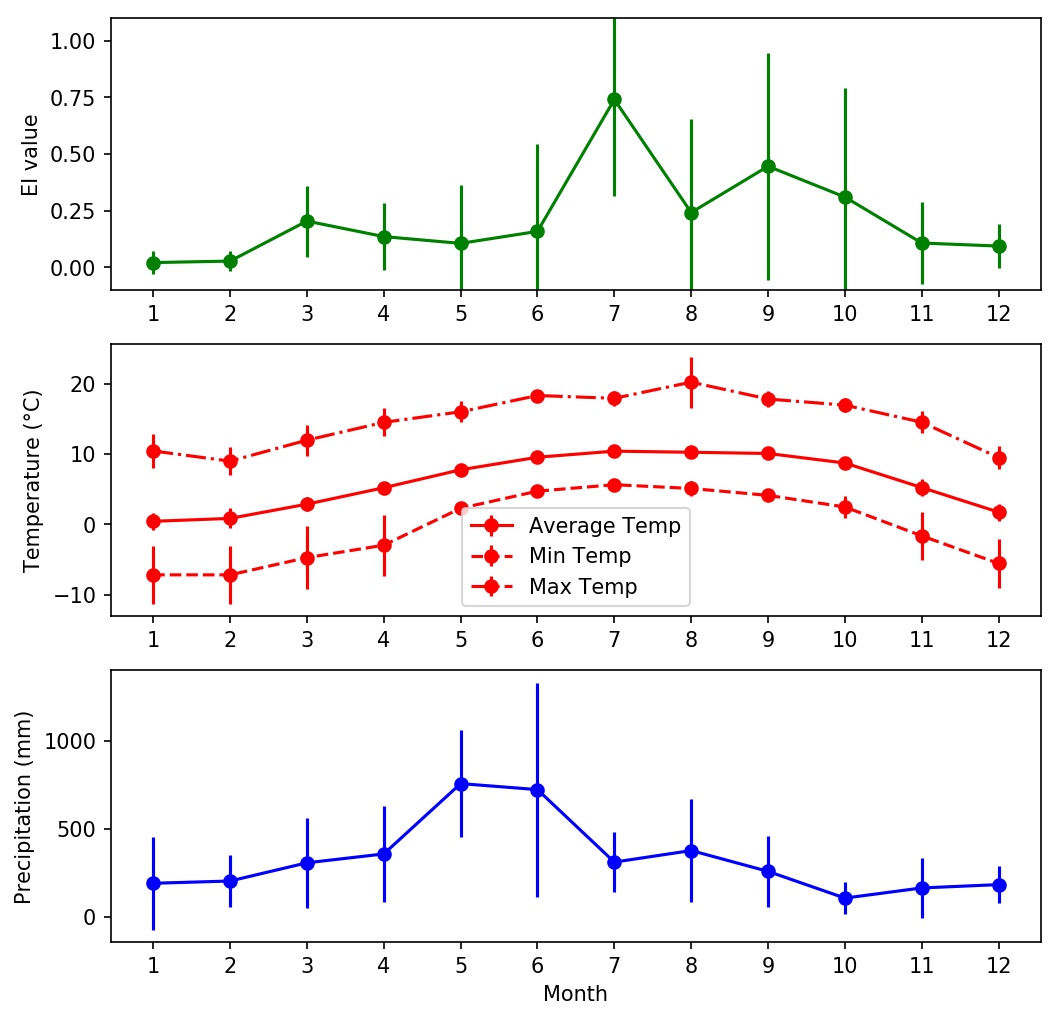 EI value
1.00
0.75
0.50
0.25
0.00
1 2 3 4 5 6 7 8 9 10 11 12
Temperature (°C)
20
10
0
−10
Average Temp
Min Temp
Max Temp
1 2 3 4 5 6 7 8 9 10 11 12
Precipitation (mm)
1000
500
0
1 2 3 4 5 6 7 8 9 10 11 12
Month